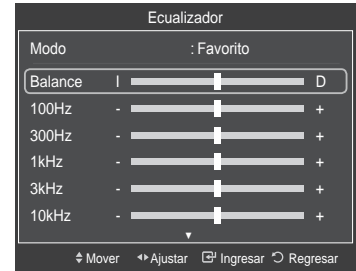 Ecualizador
Modo : Favorito
Balance I D
100Hz - +
300Hz - +
1kHz - +
3kHz - +
10kHz - +
▼
Mover Ajustar Ingresar Regresar